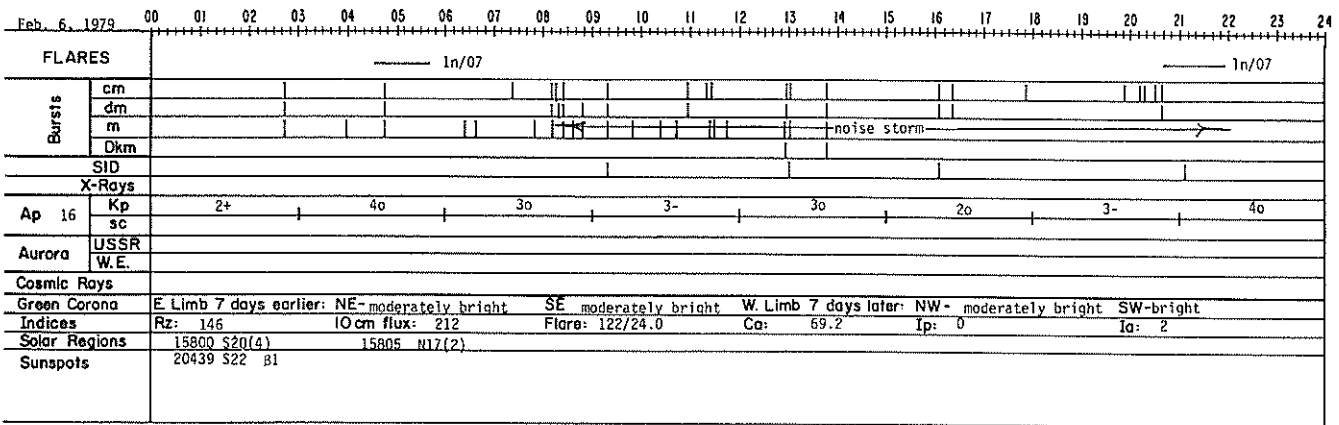 Feb. 6, 1979 00 01 02 03 04 05 06 07 08 09 10 11 12 13 14 15 16 17 18 19 20 21 22 23 24
FLARES 1n/07 1n/07
Bursts
cm
dm
m noise storm
Dkm
SID
X-Rays
Ap 16 Kp 2+ 4o 3o 3- 3o 2o 3- 4o
sc
Aurora USSR
W.E.
Cosmic Rays
Green Corona E. Limb 7 days earlier: NE- moderately bright SE moderately bright W. Limb 7 days later: NW- moderately bright SW-bright
Indices Rz: 146 10 cm flux: 212 Flare: 122/24.0 Ca: 69.2 Ip: 0 Ia: 2
Solar Regions 15800 S20(4) 15805 N17(2)
Sunspots 20439 S22 β1